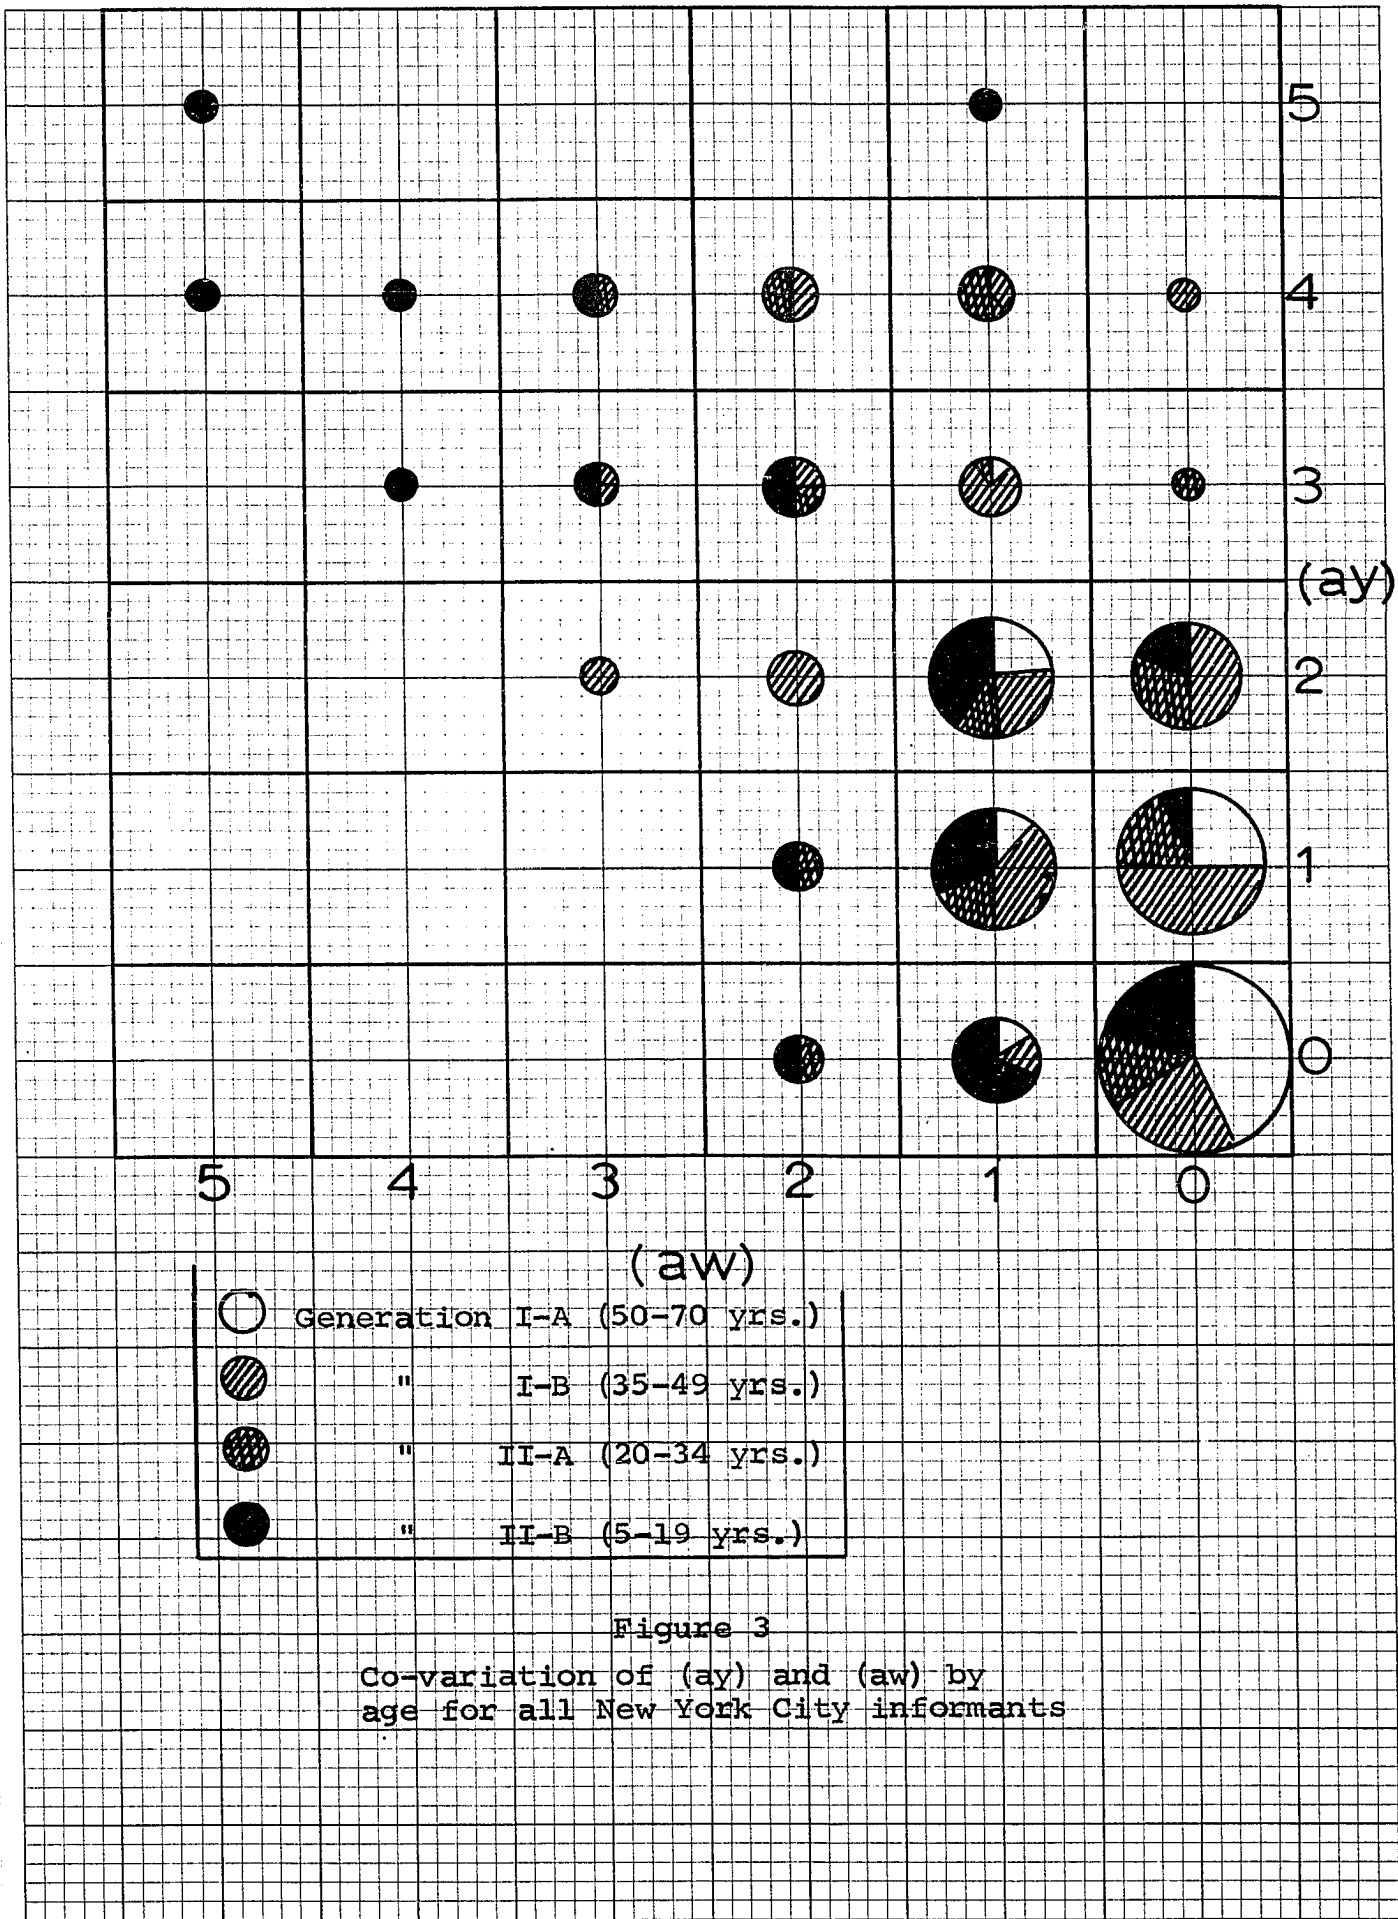 5
4
3
(ay)
2
1
0
5 4 3 2 1 0
(aw)
Generation I-A (50-70 yrs.)
" I-B (35-49 yrs.)
" II-A (20-34 yrs.)
" II-B (5-19 yrs.)
Figure 3
Co-variation of (ay) and (aw) by
age for all New York City informants